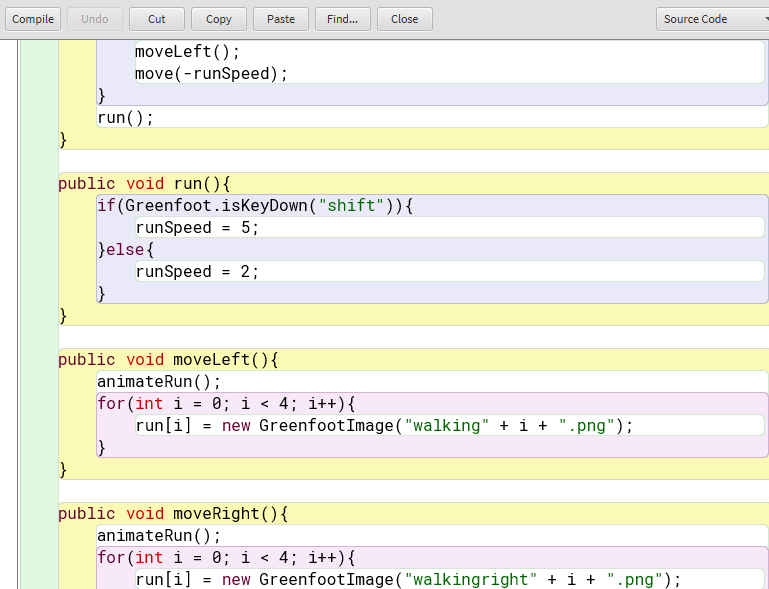 Compile Undo Cut Copy Paste Find... Close Source Code
moveLeft();
move(-runSpeed);
}
run();
}
public void run(){
if(Greenfoot.isKeyDown("shift")){
runSpeed = 5;
}else{
runSpeed = 2;
}
}
public void moveLeft(){
animateRun();
for(int i = 0; i < 4; i++){
run[i] = new GreenfootImage("walking" + i + ".png");
}
}
public void moveRight(){
animateRun();
for(int i = 0; i < 4; i++){
run[i] = new GreenfootImage("walkingright" + i + ".png");